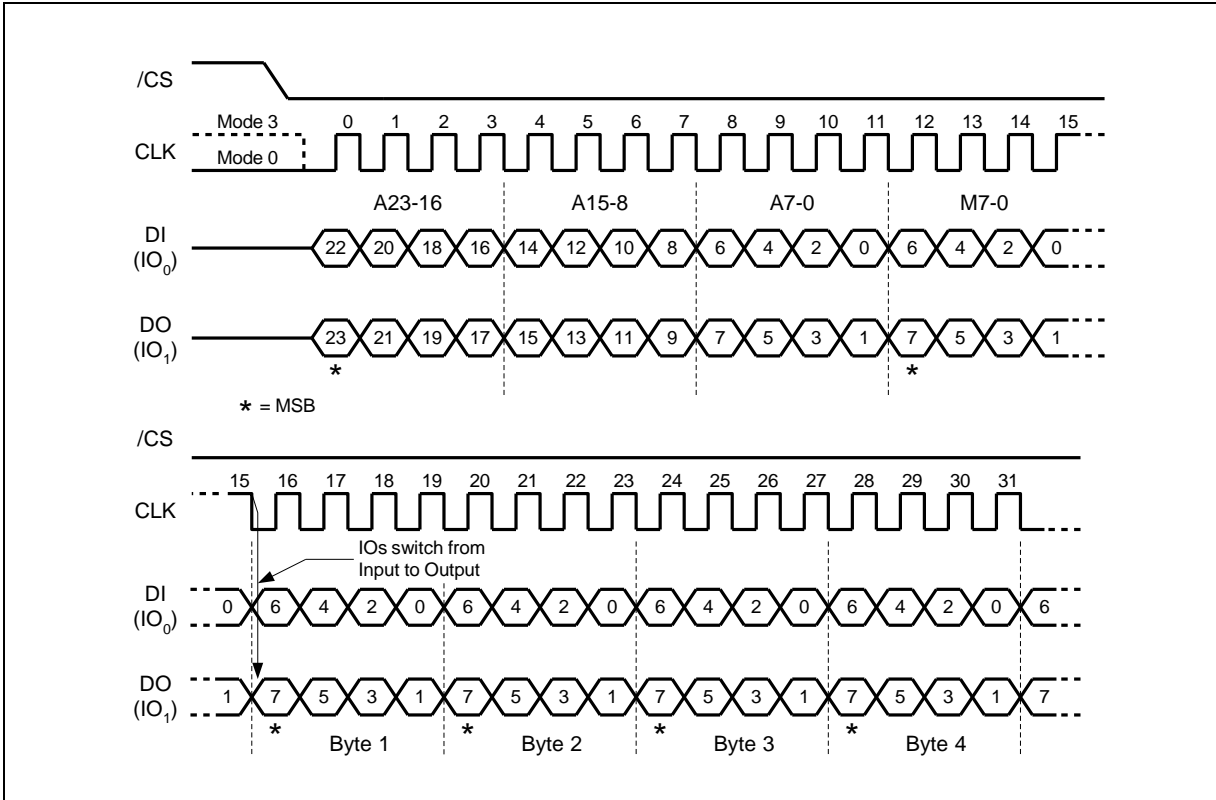 /CS
Mode 3 0 1 2 3 4 5 6 7 8 9 10 11 12 13 14 15
CLK
Mode 0
A23-16 A15-8 A7-0 M7-0
DI
22 20 18 16 14 12 10 8 6 4 2 0 6 4 2 0
(IO0)
DO
23 21 19 17 15 13 11 9 7 5 3 1 7 5 3 1
(IO1)
* *
* = MSB
/CS
15 16 17 18 19 20 21 22 23 24 25 26 27 28 29 30 31
CLK
IOs switch from
Input to Output
DI
0 6 4 2 0 6 4 2 0 6 4 2 0 6 4 2 0 6
(IO0)
DO
1 7 5 3 1 7 5 3 1 7 5 3 1 7 5 3 1 7
(IO1)
* * * *
Byte 1 Byte 2 Byte 3 Byte 4